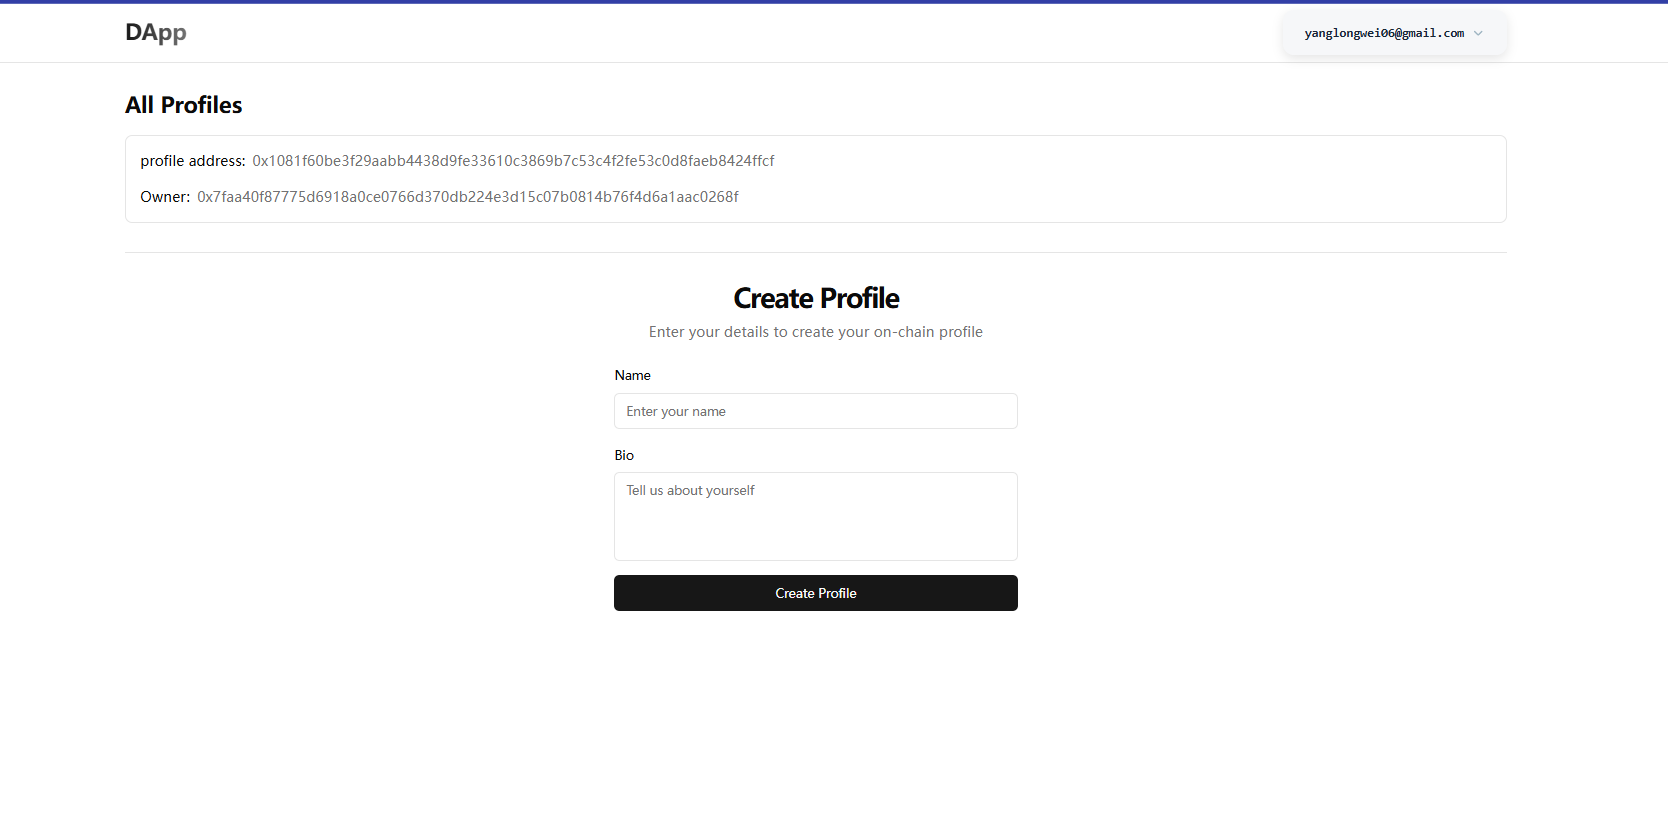 DApp
yanglongwei06@gmail.com
All Profiles
profile address: 0x1081f60be3f29aabb4438d9fe33610c3869b7c53c4f2fe53c0d8faeb8424ffcf
Owner: 0x7faa40f87775d6918a0ce0766d370db224e3d15c07b0814b76f4d6a1aac0268f
Create Profile
Enter your details to create your on-chain profile
Name
Enter your name
Bio
Tell us about yourself
Create Profile